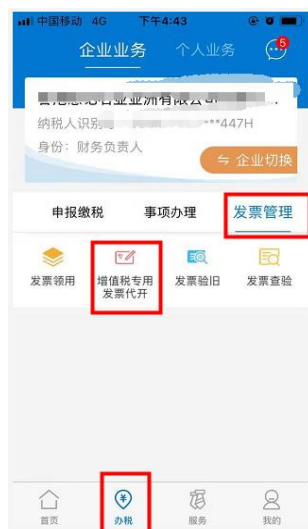 中国移动 4G 下午4:43
企业业务 个人业务 5
纳税人识别 ***447H
身份：财务负责人
企业切换
申报缴税 事项办理 发票管理
发票领用 增值税专用发票代开 发票验旧 发票查验
首页 办税 服务 我的